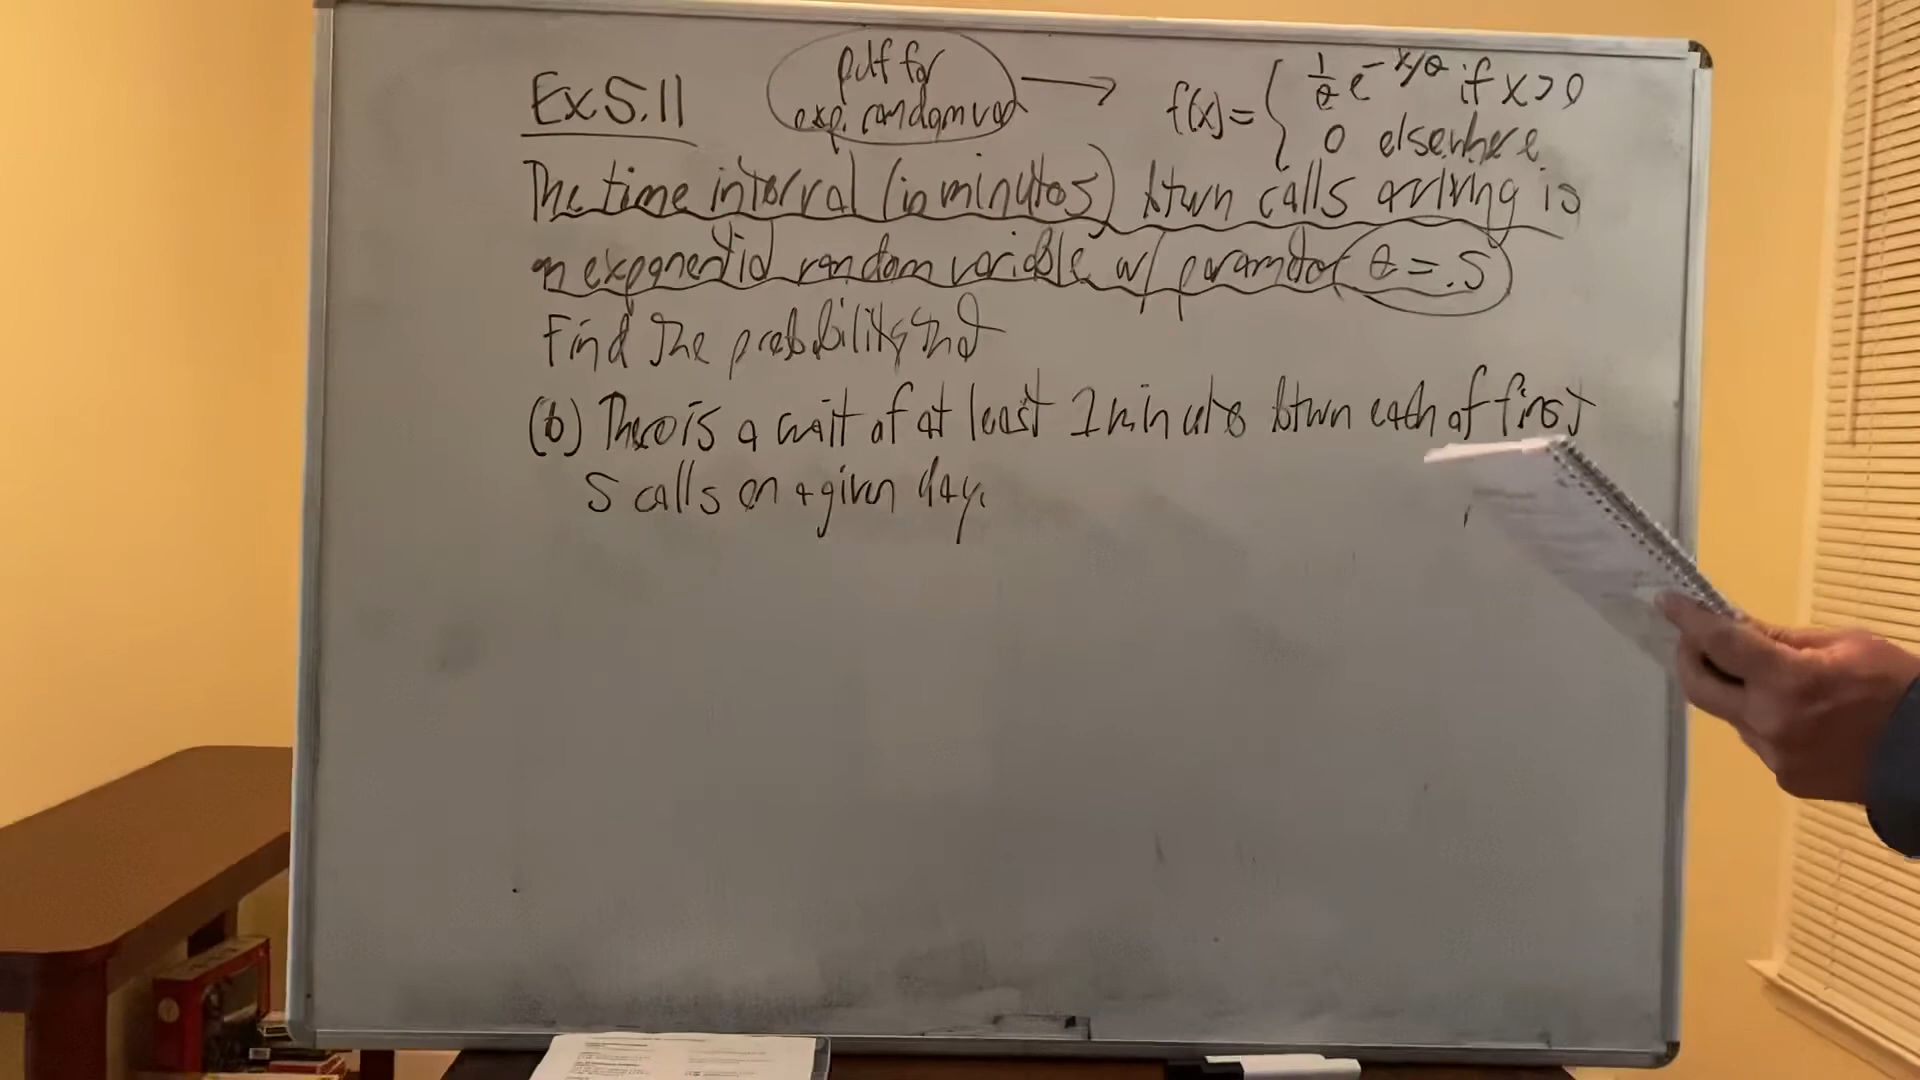 Ex 5.11
pdf for
exp. random var
f(x) = { 1/θ e^-x/θ if x>0
0 elsewhere
The time interval (in minutes) btwn calls arriving is
an exponential random variable w/ parameter θ = .5
Find the probability that
(b) There is a wait of at least 1 minute btwn each of first
5 calls on a given day.